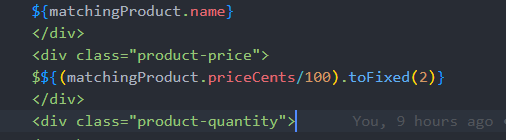 ${matchingProduct.name}
</div>
<div class="product-price">
$${(matchingProduct.priceCents/100).toFixed(2)}
</div>
<div class="product-quantity">     You, 9 hours ago •